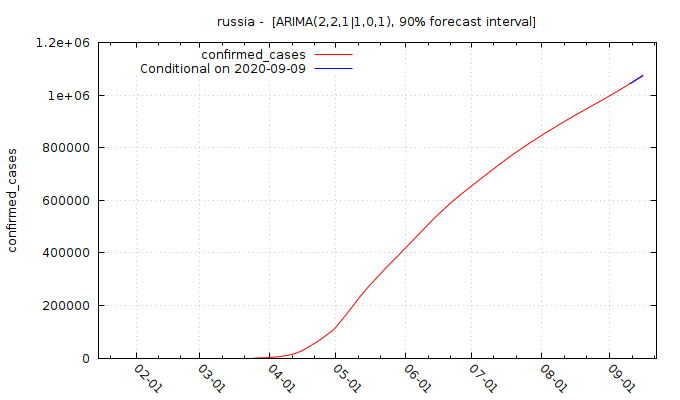 russia - [ARIMA(2,2,1|1,0,1), 90% forecast interval]
confirmed_cases
Conditional on 2020-09-09
confirmed_cases
1.2e+06
1e+06
800000
600000
400000
200000
0
02-01
03-01
04-01
05-01
06-01
07-01
08-01
09-01